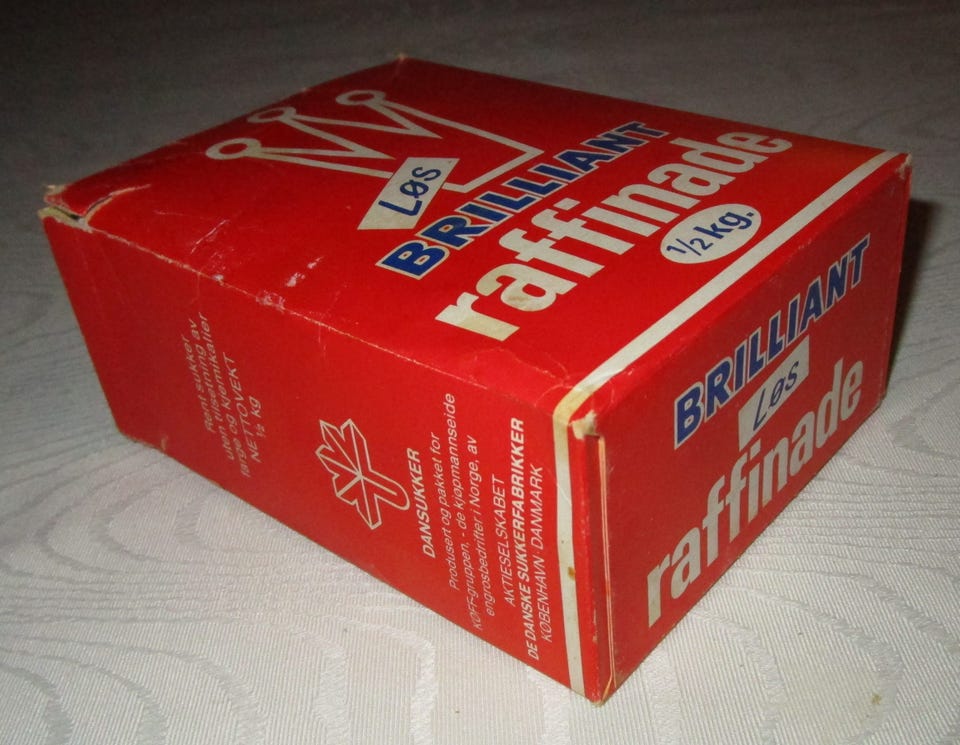 Løs
BRILLIANT
raffinade
1/2 kg.
Rent sukker
uten tilsetning av
farge og kjemikalier
NETTOVEKT
½ kg
DANSUKKER
Produsert og pakket for
KØFF-gruppen, - de kjøpmannseide
engrosbedrifter i Norge, av
AKTIESELSKABET
DE DANSKE SUKKERFABRIKKER
KØBENHAVN · DANMARK
BRILLIANT
Løs
raffinade